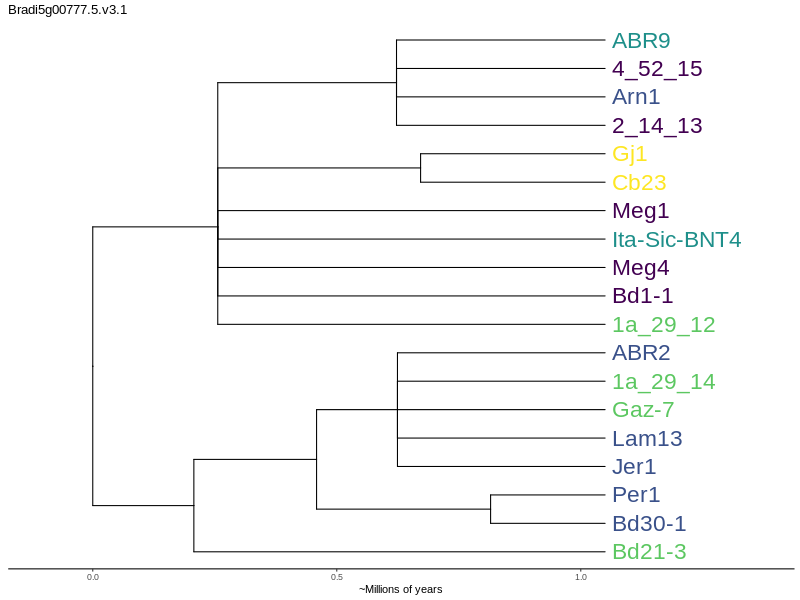 Bradi5g00777.5.v3.1
ABR9
4_52_15
Arn1
2_14_13
Gj1
Cb23
Meg1
Ita-Sic-BNT4
Meg4
Bd1-1
1a_29_12
ABR2
1a_29_14
Gaz-7
Lam13
Jer1
Per1
Bd30-1
Bd21-3
0.0 0.5 1.0
~Millions of years